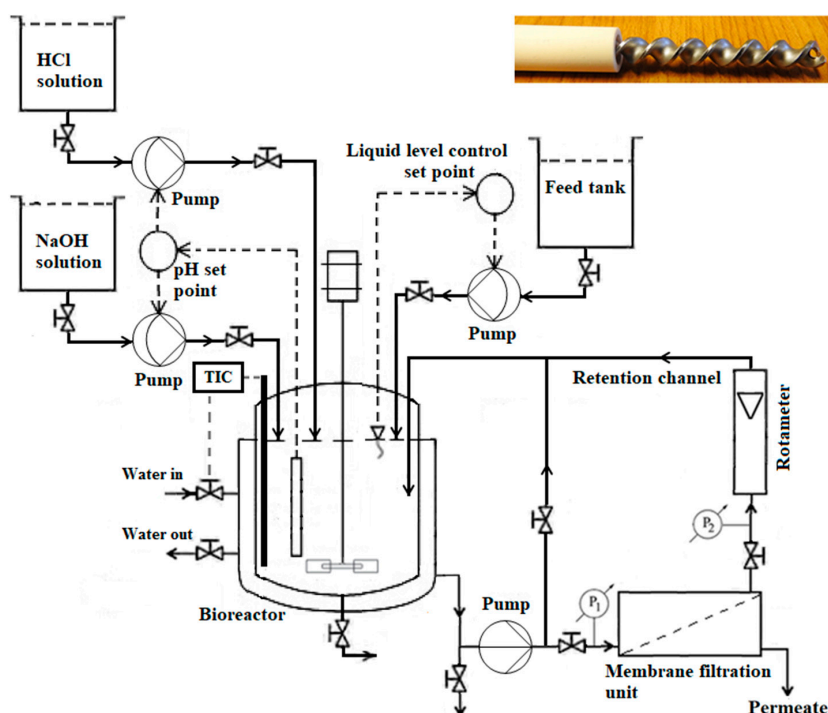 HCl
solution
Pump
Liquid level control
set point
Feed tank
NaOH
solution
pH set
point
Pump
Pump
TIC
Retention channel
Rotameter
Water in
P2
Water out
Bioreactor
Pump
P1
Membrane filtration
unit
Permeate